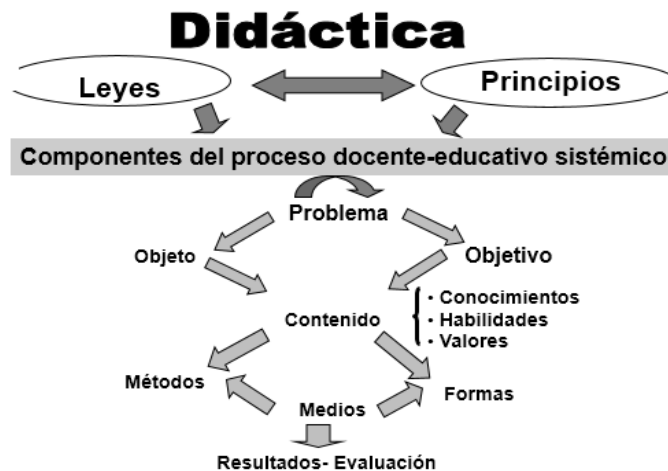 Didáctica
Leyes
Principios
Componentes del proceso docente-educativo sistémico
Problema
Objeto
Objetivo
Contenido
• Conocimientos
• Habilidades
• Valores
Métodos
Formas
Medios
Resultados- Evaluación